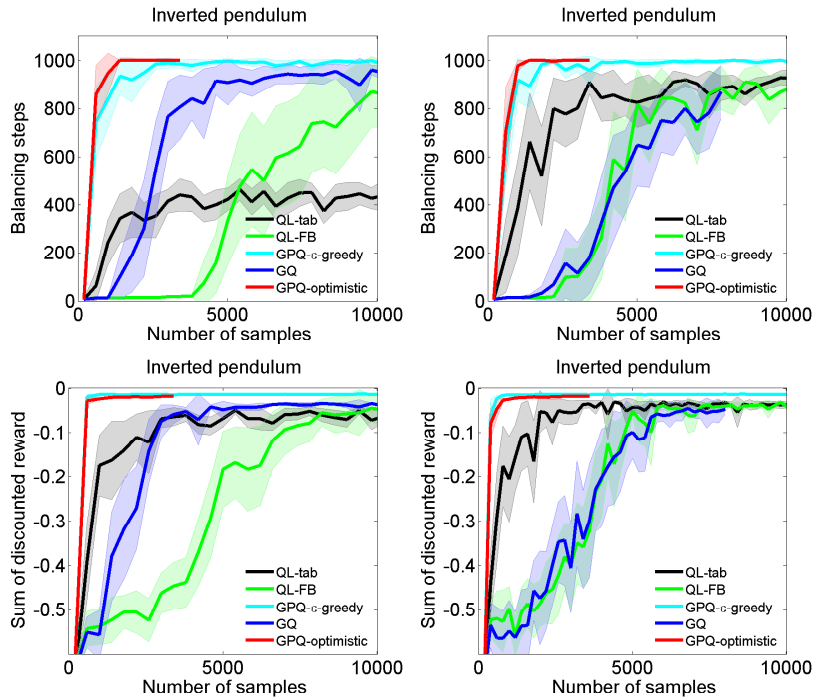 Inverted pendulum
Balancing steps
1000
800
600
400
200
0
QL-tab
QL-FB
GPQ-ε-greedy
GQ
GPQ-optimistic
0 5000 10000
Number of samples
Inverted pendulum
Balancing steps
1000
800
600
400
200
0
QL-tab
QL-FB
GPQ-ε-greedy
GQ
GPQ-optimistic
0 5000 10000
Number of samples
Inverted pendulum
Sum of discounted reward
0
-0.1
-0.2
-0.3
-0.4
-0.5
QL-tab
QL-FB
GPQ-ε-greedy
GQ
GPQ-optimistic
0 5000 10000
Number of samples
Inverted pendulum
Sum of discounted reward
0
-0.1
-0.2
-0.3
-0.4
-0.5
QL-tab
QL-FB
GPQ-ε-greedy
GQ
GPQ-optimistic
0 5000 10000
Number of samples